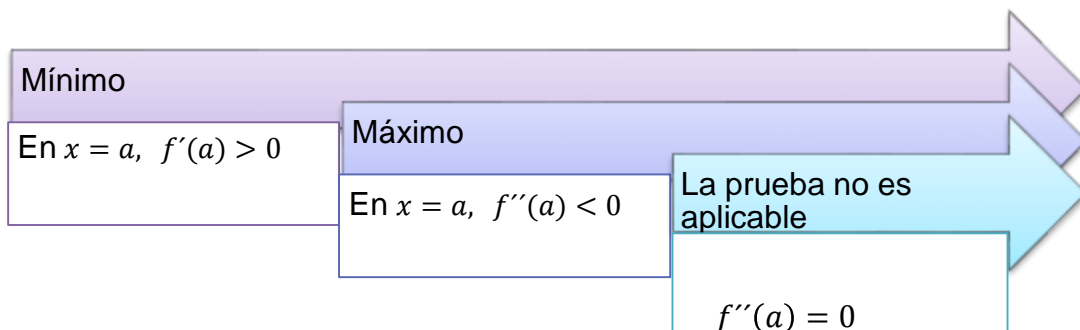 Mínimo
En x = a, f´(a) > 0
Máximo
En x = a, f´´(a) < 0
La prueba no es
aplicable
f´´(a) = 0